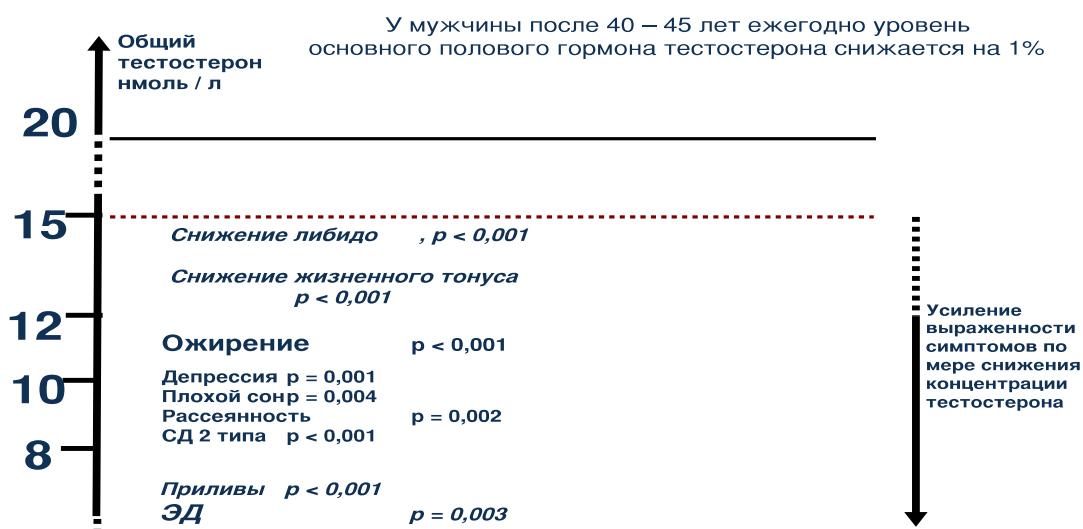 У мужчины после 40 – 45 лет ежегодно уровень
основного полового гормона тестостерона снижается на 1%
Общий
тестостерон
нмоль / л
20
15
Снижение либидо , p < 0,001
Снижение жизненного тонуса
p < 0,001
12
Ожирение p < 0,001
Депрессия p = 0,001
10
Плохой сон p = 0,004
Рассеянность p = 0,002
СД 2 типа p < 0,001
8
Приливы p < 0,001
ЭД p = 0,003
Усиление
выраженности
симптомов по
мере снижения
концентрации
тестостерона